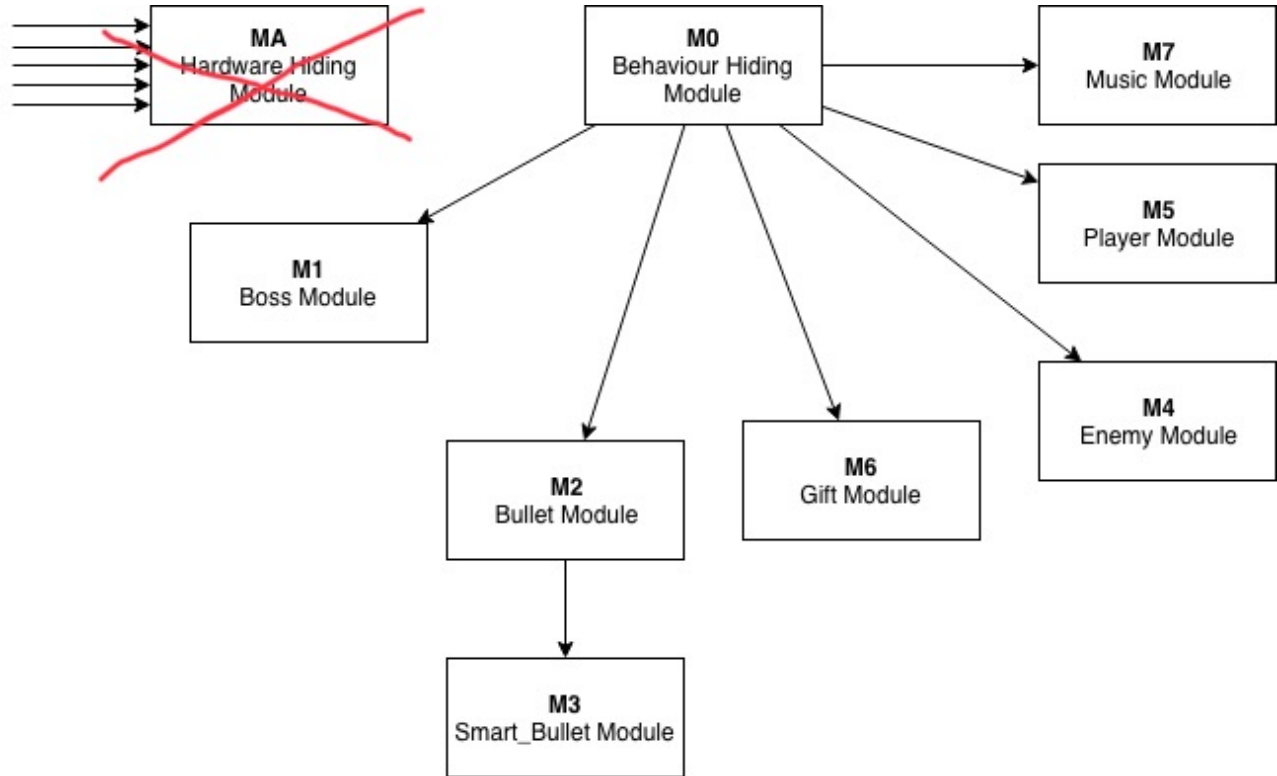 MA
Hardware Hiding
Module
M0
Behaviour Hiding
Module
M7
Music Module
M5
Player Module
M1
Boss Module
M4
Enemy Module
M6
Gift Module
M2
Bullet Module
M3
Smart_Bullet Module